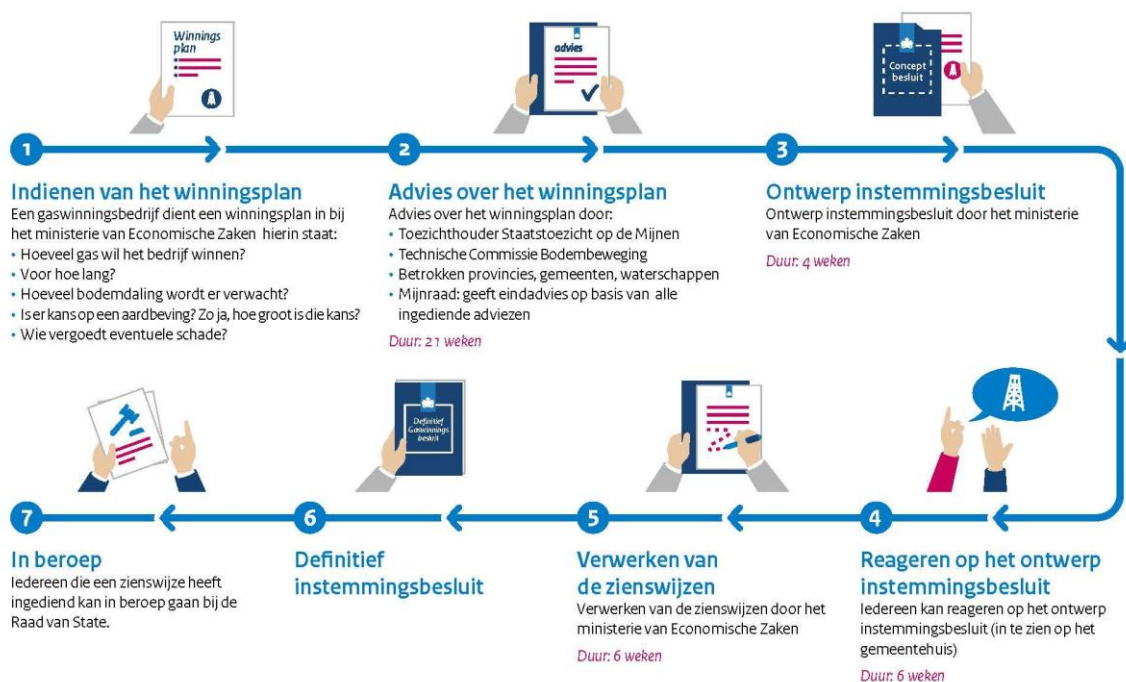 Winnings
plan
1
Indienen van het winningsplan
Een gaswinningsbedrijf dient een winningsplan in bij
het ministerie van Economische Zaken hierin staat:
• Hoeveel gas wil het bedrijf winnen?
• Voor hoe lang?
• Hoeveel bodemdaling wordt er verwacht?
• Is er kans op een aardbeving? Zo ja, hoe groot is die kans?
• Wie vergoedt eventuele schade?
advies
2
Advies over het winningsplan
Advies over het winningsplan door:
• Toezichthouder Staatstoezicht op de Mijnen
• Technische Commissie Bodembeweging
• Betrokken provincies, gemeenten, waterschappen
• Mijnraad: geeft eindadvies op basis van alle
ingediende adviezen
Duur: 21 weken
Concept
besluit
3
Ontwerp instemmingsbesluit
Ontwerp instemmingsbesluit door het ministerie
van Economische Zaken
Duur: 4 weken
4
Reageren op het ontwerp
instemmingsbesluit
Iedereen kan reageren op het ontwerp
instemmingsbesluit (in te zien op het
gemeentehuis)
Duur: 6 weken
5
Verwerken van
de zienswijzen
Verwerken van de zienswijzen door het
ministerie van Economische Zaken
Duur: 6 weken
Definitief
Gaswinnings
besluit
6
Definitief
instemmingsbesluit
7
In beroep
Iedereen die een zienswijze heeft
ingediend kan in beroep gaan bij de
Raad van State.